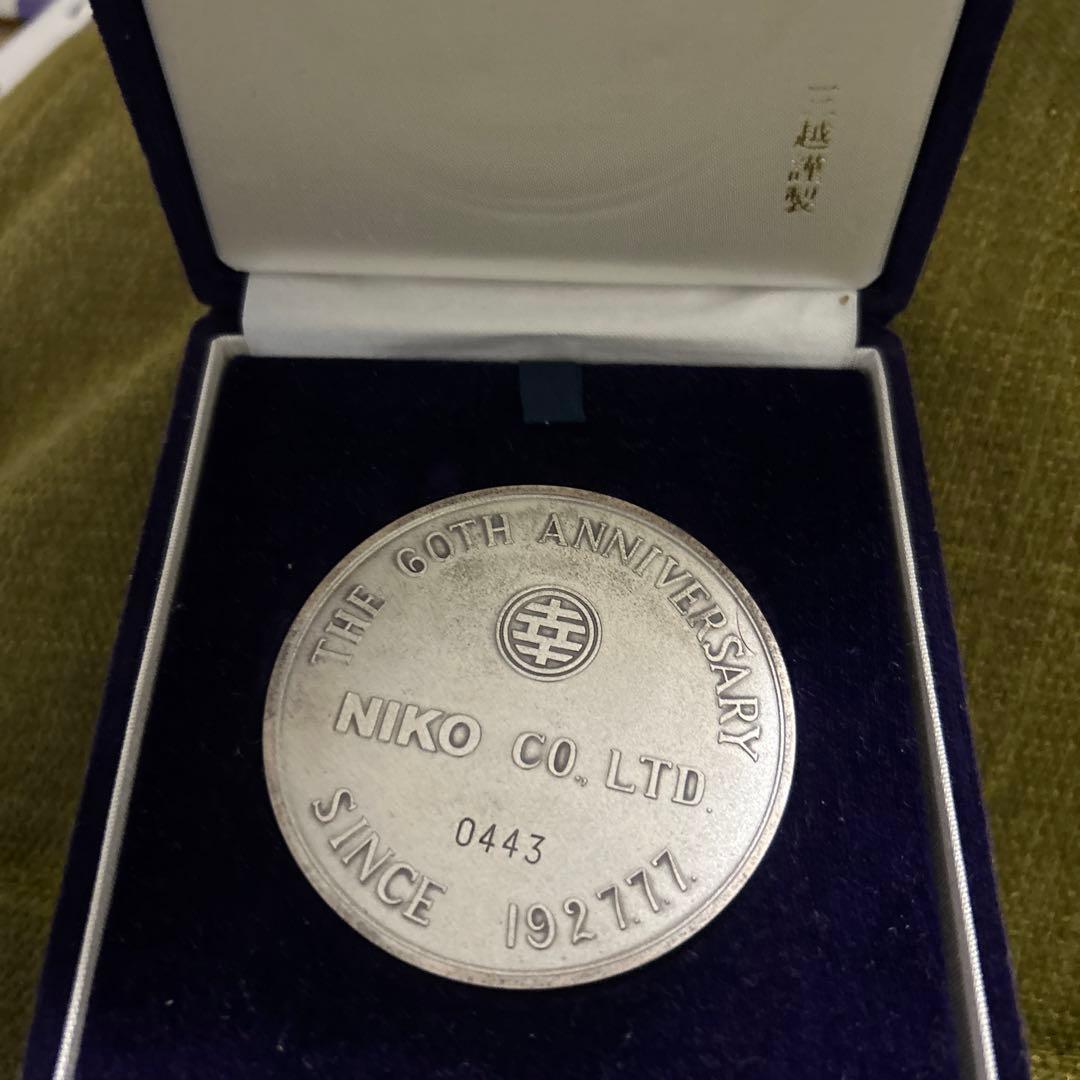 三越謹製
THE 60TH ANNIVERSARY
NIKO CO., LTD.
0443
SINCE 1927.7.7.